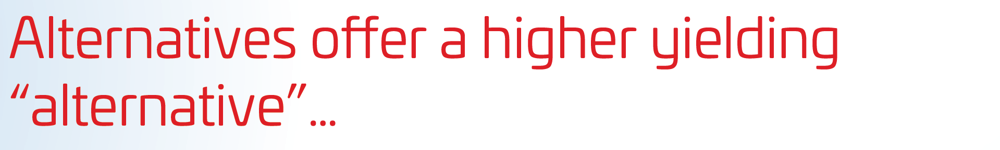 Alternatives offer a higher yielding
“alternative”...